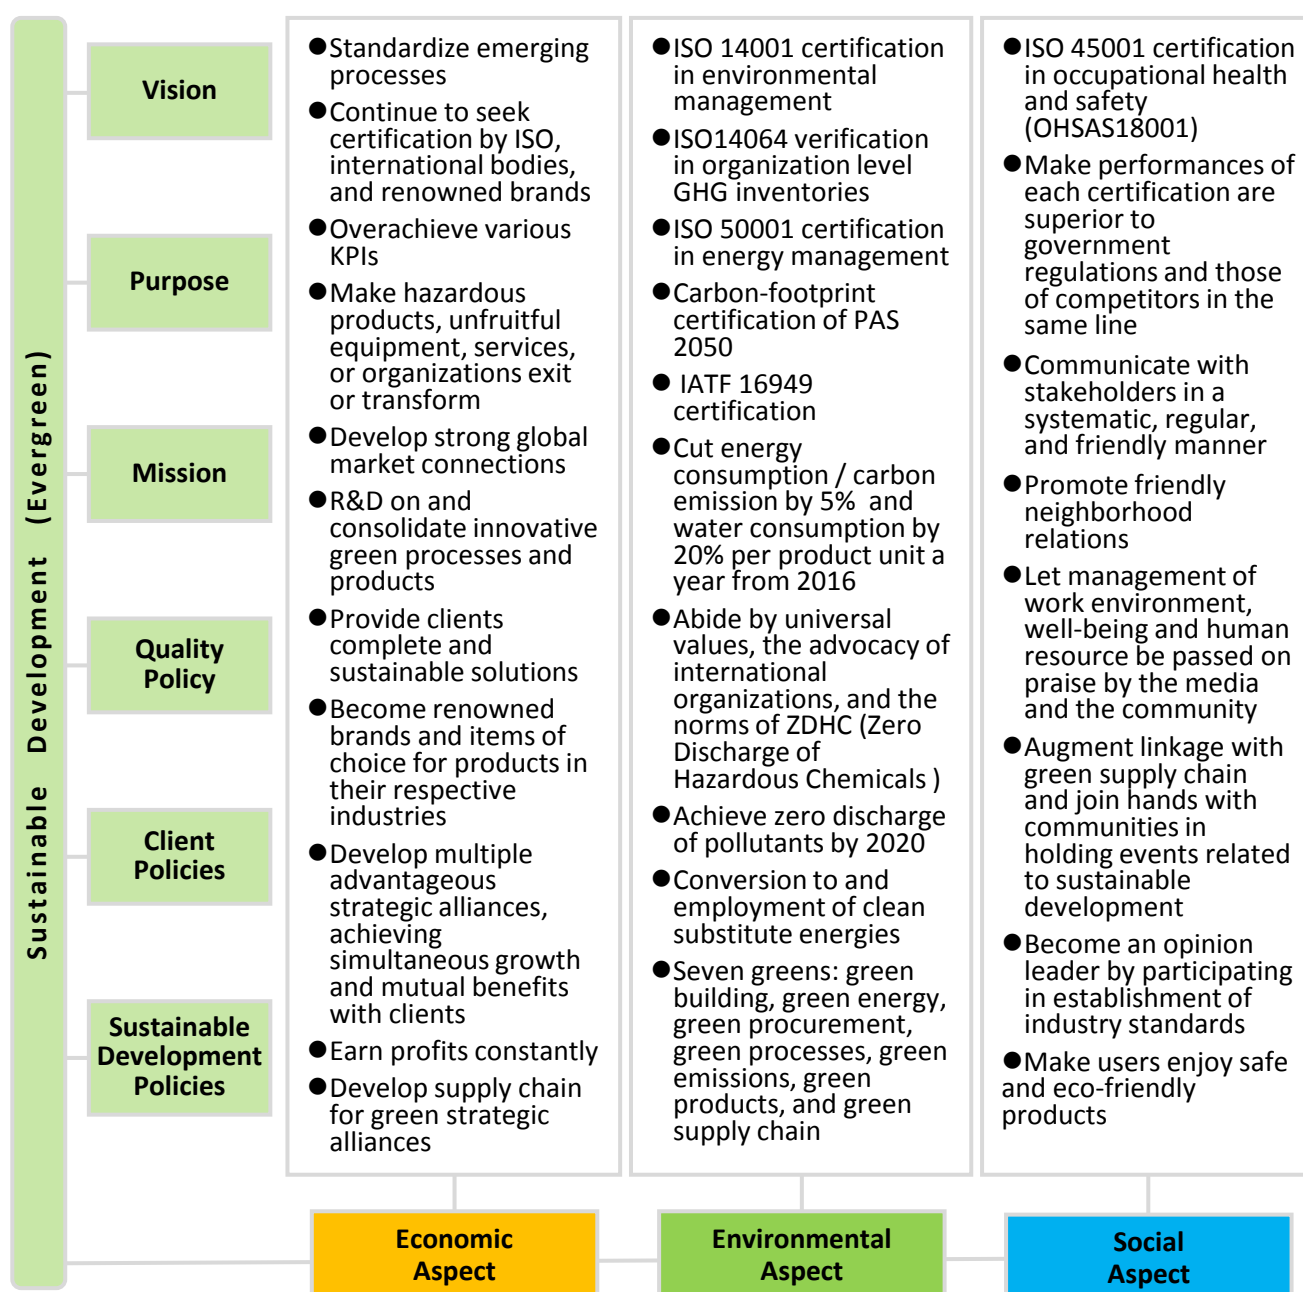 Sustainable Development (Evergreen)
Vision
Purpose
Mission
Quality
Policy
Client
Policies
Sustainable
Development
Policies
●Standardize emerging
processes
●Continue to seek
certification by ISO,
international bodies,
and renowned brands
●Overachieve various
KPIs
●Make hazardous
products, unfruitful
equipment, services,
or organizations exit
or transform
●Develop strong global
market connections
●R&D on and
consolidate innovative
green processes and
products
●Provide clients
complete and
sustainable solutions
●Become renowned
brands and items of
choice for products in
their respective
industries
●Develop multiple
advantageous
strategic alliances,
achieving
simultaneous growth
and mutual benefits
with clients
●Earn profits constantly
●Develop supply chain
for green strategic
alliances
●ISO 14001 certification
in environmental
management
●ISO14064 verification
in organization level
GHG inventories
●ISO 50001 certification
in energy management
●Carbon-footprint
certification of PAS
2050
● IATF 16949
certification
●Cut energy
consumption / carbon
emission by 5% and
water consumption by
20% per product unit a
year from 2016
●Abide by universal
values, the advocacy of
international
organizations, and the
norms of ZDHC (Zero
Discharge of
Hazardous Chemicals )
●Achieve zero discharge
of pollutants by 2020
●Conversion to and
employment of clean
substitute energies
●Seven greens: green
building, green energy,
green procurement,
green processes, green
emissions, green
products, and green
supply chain
●ISO 45001 certification
in occupational health
and safety
(OHSAS18001)
●Make performances of
each certification are
superior to
government
regulations and those
of competitors in the
same line
●Communicate with
stakeholders in a
systematic, regular,
and friendly manner
●Promote friendly
neighborhood
relations
●Let management of
work environment,
well-being and human
resource be passed on
praise by the media
and the community
●Augment linkage with
green supply chain
and join hands with
communities in
holding events related
to sustainable
development
●Become an opinion
leader by participating
in establishment of
industry standards
●Make users enjoy safe
and eco-friendly
products
Economic
Aspect
Environmental
Aspect
Social
Aspect